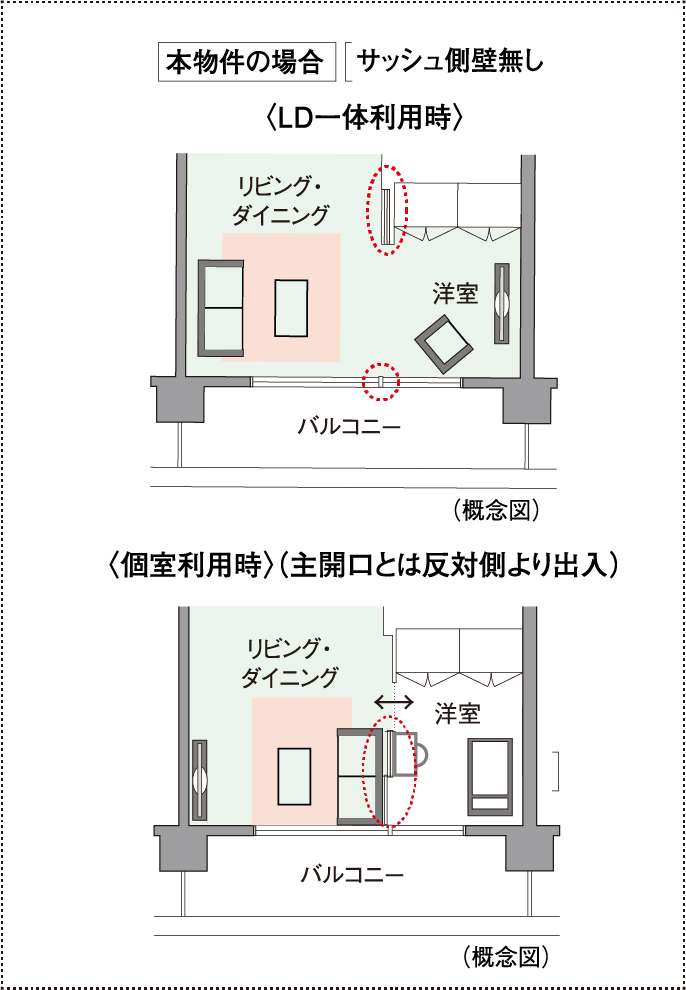 本物件の場合 サッシュ側壁無し
〈LD一体利用時〉
リビング・
ダイニング
洋室
バルコニー
（概念図）
〈個室利用時〉（主開口とは反対側より出入）
リビング・
ダイニング
洋室
バルコニー
（概念図）